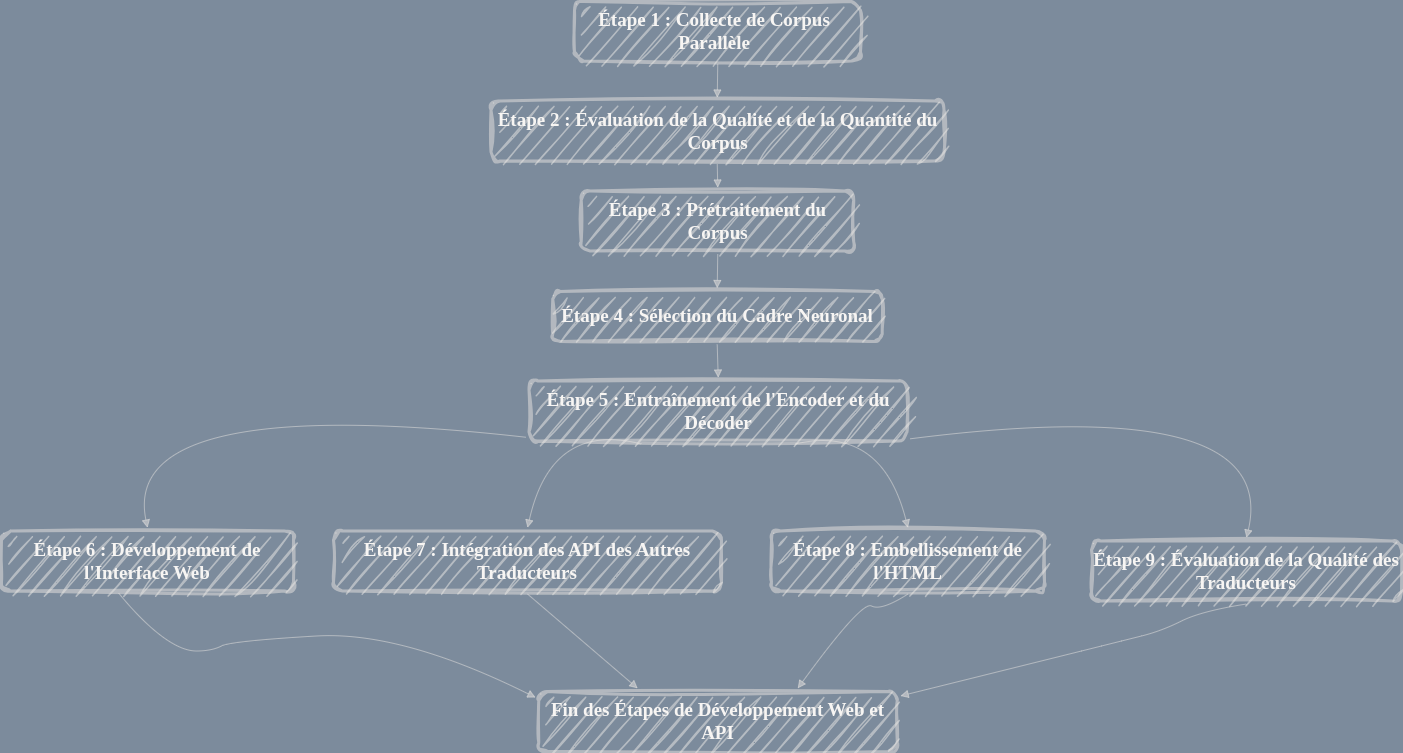 Étape 1 : Collecte de Corpus
Parallèle
Étape 2 : Évaluation de la Qualité et de la Quantité du
Corpus
Étape 3 : Prétraitement du
Corpus
Étape 4 : Sélection du Cadre Neuronal
Étape 5 : Entraînement de l'Encoder et du
Décoder
Étape 6 : Développement de
l'Interface Web
Étape 7 : Intégration des API des Autres
Traducteurs
Étape 8 : Embellissement de
l'HTML
Étape 9 : Évaluation de la Qualité des
Traducteurs
Fin des Étapes de Développement Web et
API